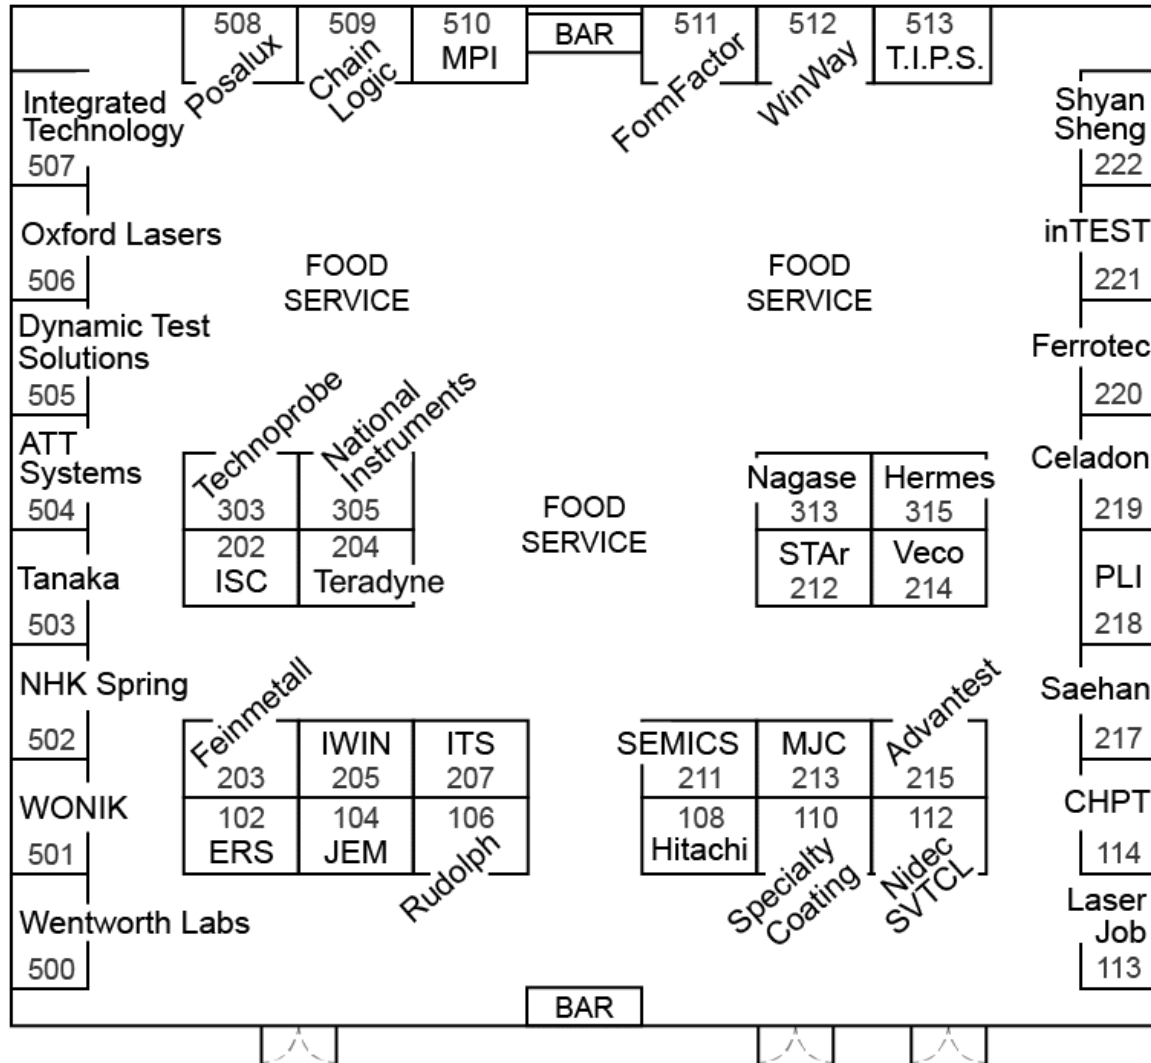 508
Posalux
509
Chain
Logic
510
MPI
BAR
511
FormFactor
512
WinWay
513
T.I.P.S.
Integrated
Technology
507
Oxford Lasers
506
Dynamic Test
Solutions
505
ATT
Systems
504
Tanaka
503
NHK Spring
502
WONIK
501
Wentworth Labs
500
FOOD
SERVICE
FOOD
SERVICE
Technoprobe
303
National
Instruments
305
202
ISC
204
Teradyne
FOOD
SERVICE
Nagase
313
Hermes
315
STAr
212
Veco
214
Feinmetall
203
IWIN
205
ITS
207
102
ERS
104
JEM
106
Rudolph
SEMICS
211
MJC
213
Advantest
215
108
Hitachi
110
Specialty
Coating
112
Nidec
SVTCL
Shyan
Sheng
222
inTEST
221
Ferrotec
220
Celadon
219
PLI
218
Saehan
217
CHPT
114
Laser
Job
113
BAR